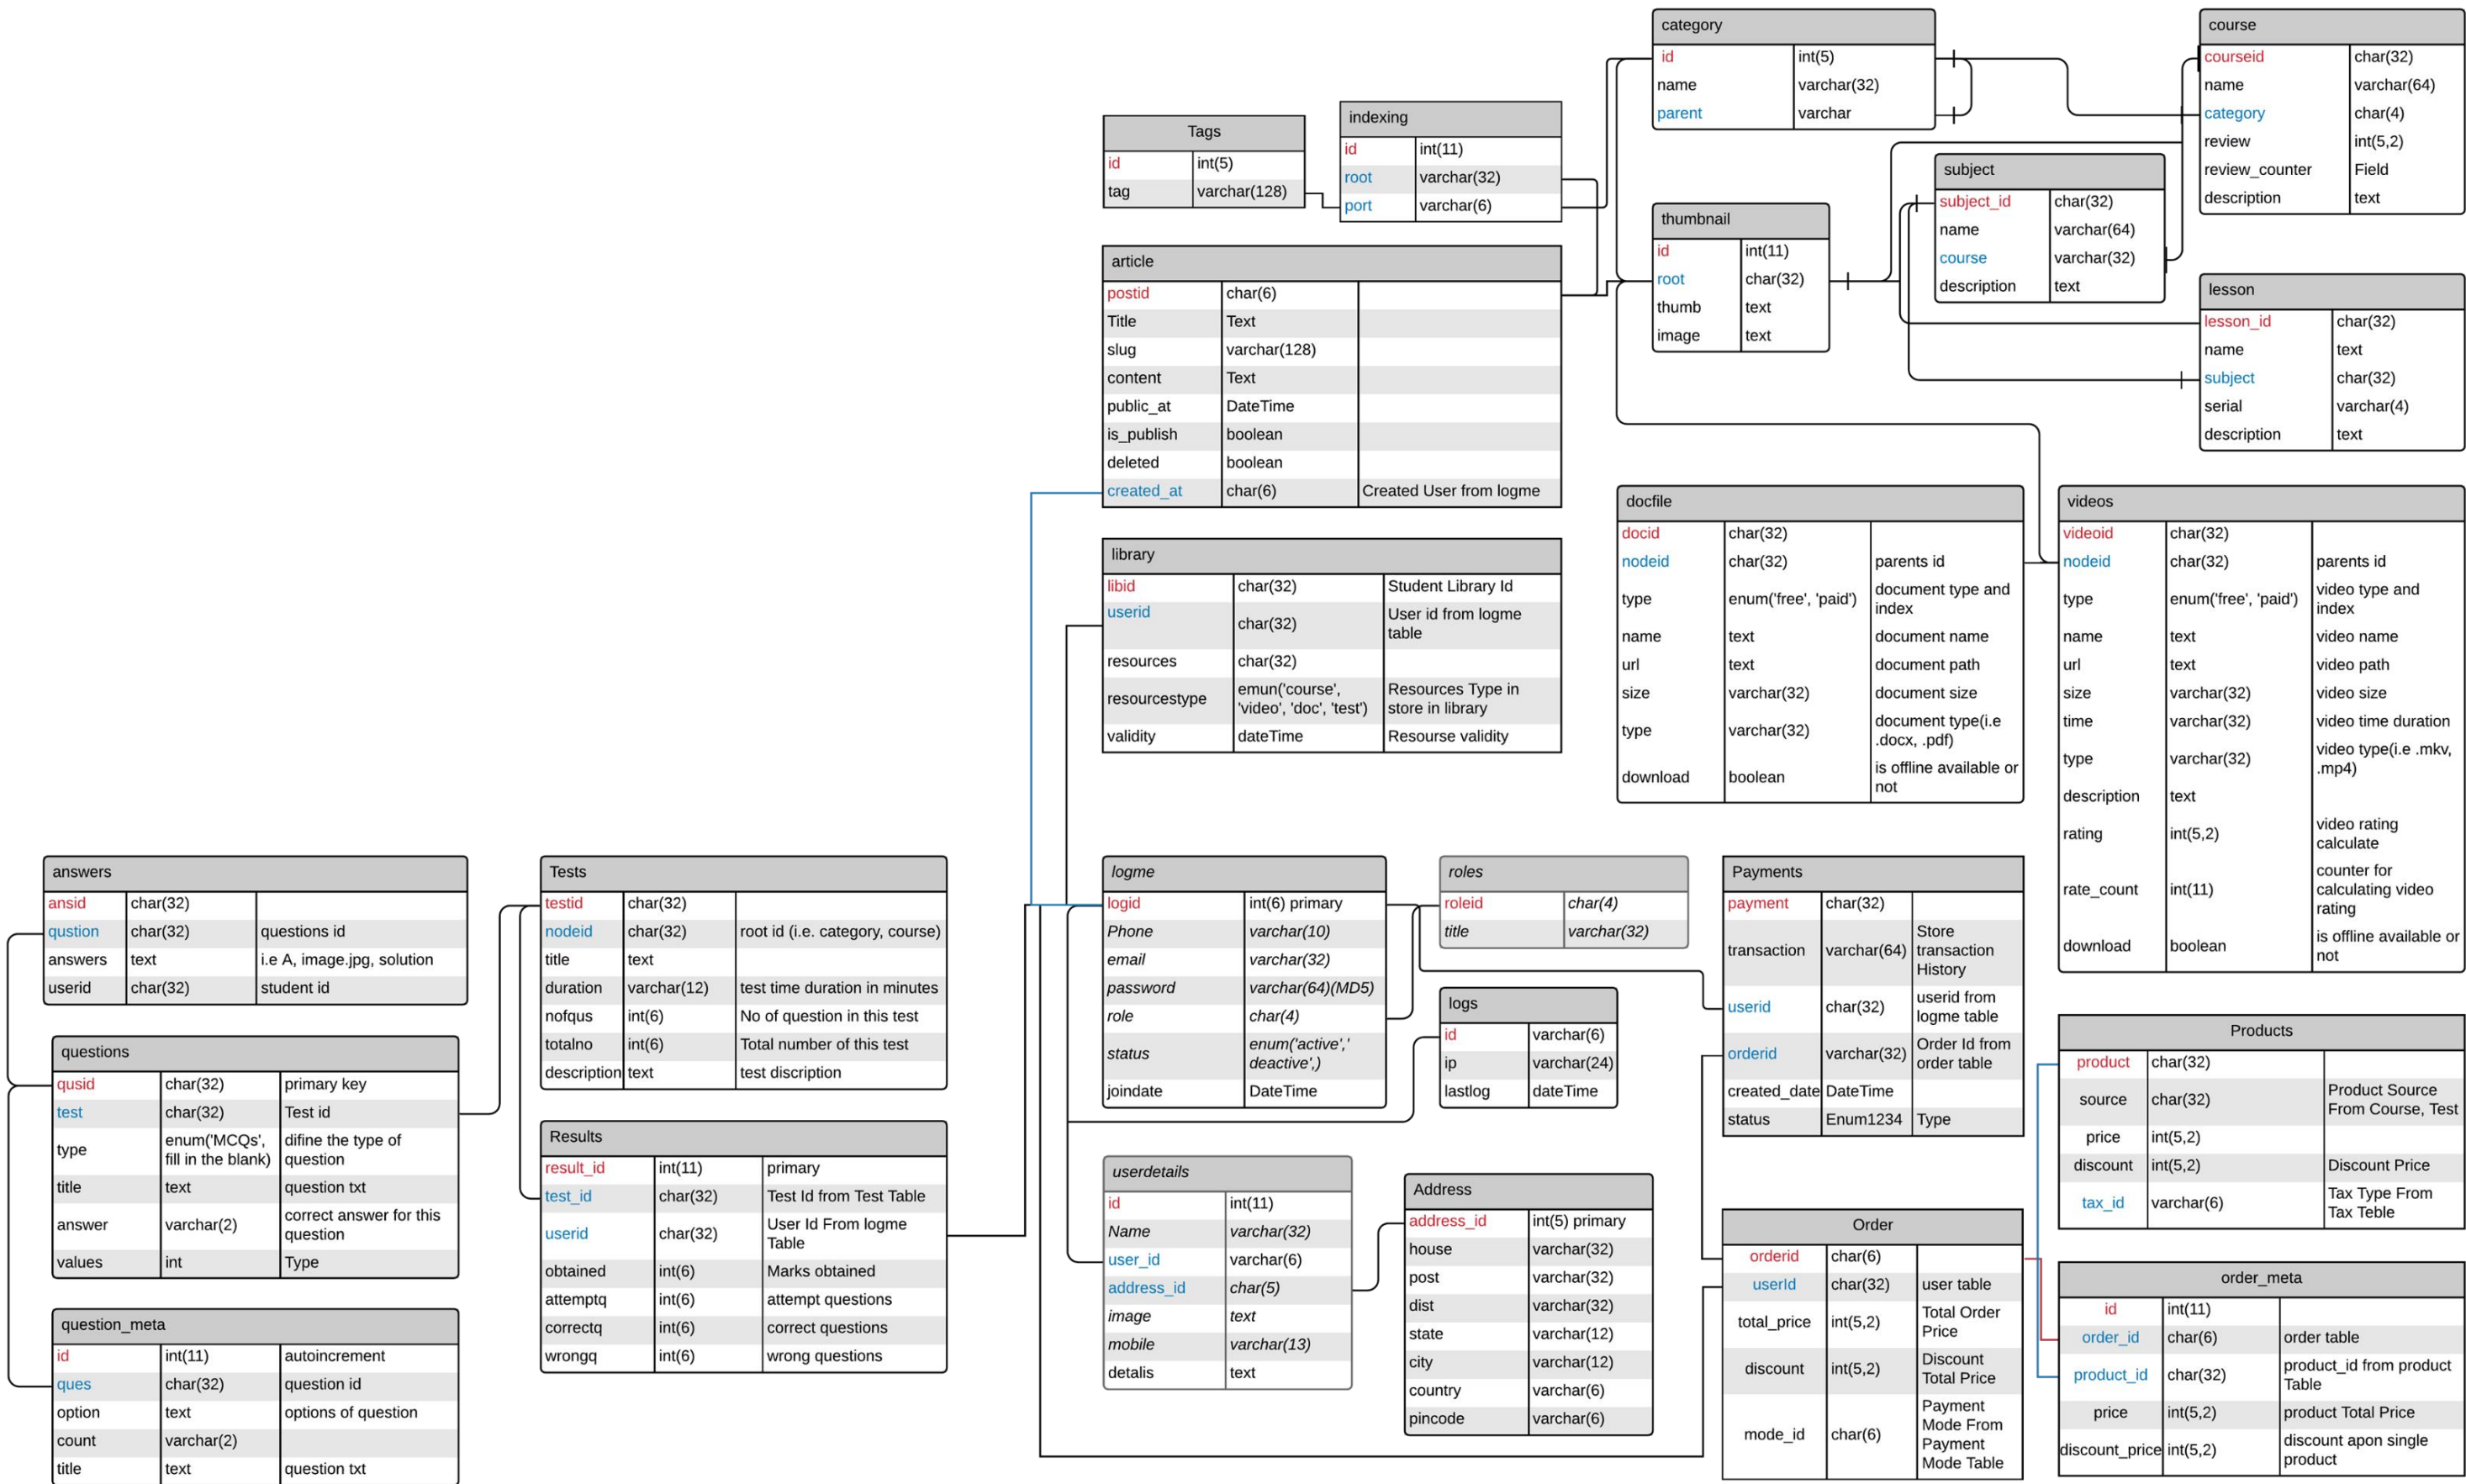 category
id int(5)
name varchar(32)
parent varchar
course
courseid char(32)
name varchar(64)
category char(4)
review int(5,2)
review_counter Field
description text
Tags
id int(5)
tag varchar(128)
indexing
id int(11)
root varchar(32)
port varchar(6)
subject
subject_id char(32)
name varchar(64)
course varchar(32)
description text
thumbnail
id int(11)
root char(32)
thumb text
image text
article
postid char(6)
Title Text
slug varchar(128)
content Text
public_at DateTime
is_publish boolean
deleted boolean
created_at char(6) Created User from logme
lesson
lesson_id char(32)
name text
subject char(32)
serial varchar(4)
description text
library
libid char(32) Student Library Id
userid char(32) User id from logme
table
resources char(32)
resourcestype emun('course', Resources Type in
'video', 'doc', 'test') store in library
validity dateTime Resourse validity
docfile
docid char(32)
nodeid char(32) parents id
type enum('free', 'paid') document type and
index
name text document name
url text document path
size varchar(32) document size
type varchar(32) document type(i.e
.docx, .pdf)
download boolean is offline available or
not
videos
videoid char(32)
nodeid char(32) parents id
type enum('free', 'paid') video type and
index
name text video name
url text video path
size varchar(32) video size
time varchar(32) video time duration
type varchar(32) video type(i.e .mkv,
.mp4)
description text
rating int(5,2) video rating
calculate
rate_count int(11) counter for
calculating video
rating
download boolean is offline available or
not
answers
ansid char(32)
qustion char(32) questions id
answers text i.e A, image.jpg, solution
userid char(32) student id
Tests
testid char(32)
nodeid char(32) root id (i.e. category, course)
title text
duration varchar(12) test time duration in minutes
nofqus int(6) No of question in this test
totalno int(6) Total number of this test
description text test discription
logme
logid int(6) primary
Phone varchar(10)
email varchar(32)
password varchar(64)(MD5)
role char(4)
status enum('active','
deactive',)
joindate DateTime
roles
roleid char(4)
title varchar(32)
Payments
payment char(32)
transaction varchar(64) Store
transaction
History
userid char(32) userid from
logme table
orderid varchar(32) Order Id from
order table
created_date DateTime
status Enum1234 Type
logs
id varchar(6)
ip varchar(24)
lastlog dateTime
Products
product char(32)
source char(32) Product Source
From Course, Test
price int(5,2)
discount int(5,2) Discount Price
tax_id varchar(6) Tax Type From
Tax Teble
questions
qusid char(32) primary key
test char(32) Test id
type enum('MCQs', difine the type of
fill in the blank) question
title text question txt
answer varchar(2) correct answer for this
question
values int Type
Results
result_id int(11) primary
test_id char(32) Test Id from Test Table
userid char(32) User Id From logme
Table
obtained int(6) Marks obtained
attemptq int(6) attempt questions
correctq int(6) correct questions
wrongq int(6) wrong questions
userdetails
id int(11)
Name varchar(32)
user_id varchar(6)
address_id char(5)
image text
mobile varchar(13)
detalis text
Address
address_id int(5) primary
house varchar(32)
post varchar(32)
dist varchar(32)
state varchar(12)
city varchar(12)
country varchar(6)
pincode varchar(6)
Order
orderid char(6)
userId char(32) user table
total_price int(5,2) Total Order
Price
discount int(5,2) Discount
Total Price
mode_id char(6) Payment
Mode From
Payment
Mode Table
order_meta
id int(11)
order_id char(6) order table
product_id char(32) product_id from product
Table
price int(5,2) product Total Price
discount_price int(5,2) discount apon single
product
question_meta
id int(11) autoincrement
ques char(32) question id
option text options of question
count varchar(2)
title text question txt